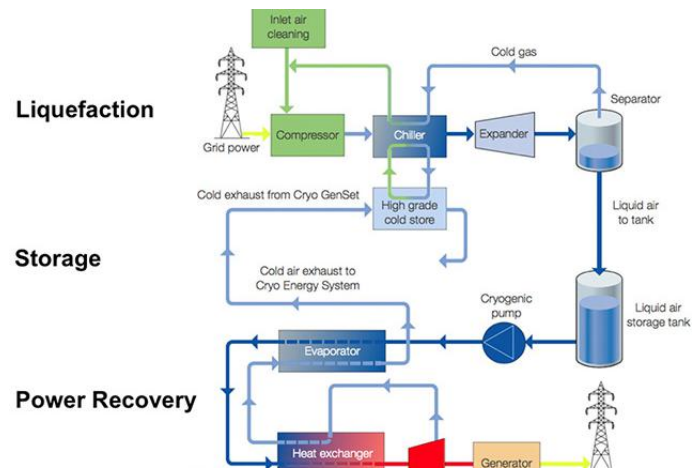 Inlet air
cleaning
Cold gas
Liquefaction
Separator
Grid power
Compressor
Chiller
Expander
Cold exhaust from Cryo GenSet
High grade
cold store
Liquid air
to tank
Storage
Cold air exhaust to
Cryo Energy System
Cryogenic
pump
Liquid air
storage tank
Evaporator
Power Recovery
Heat exchanger
Generator